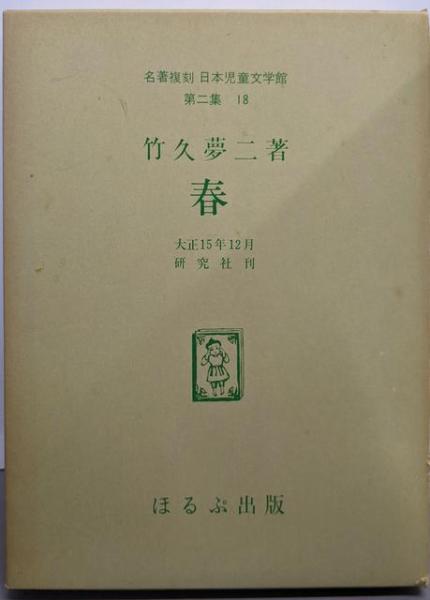 名著複刻 日本児童文学館
第二集 18
竹久夢二著
春
大正15年12月
研究社刊
ほるぷ出版